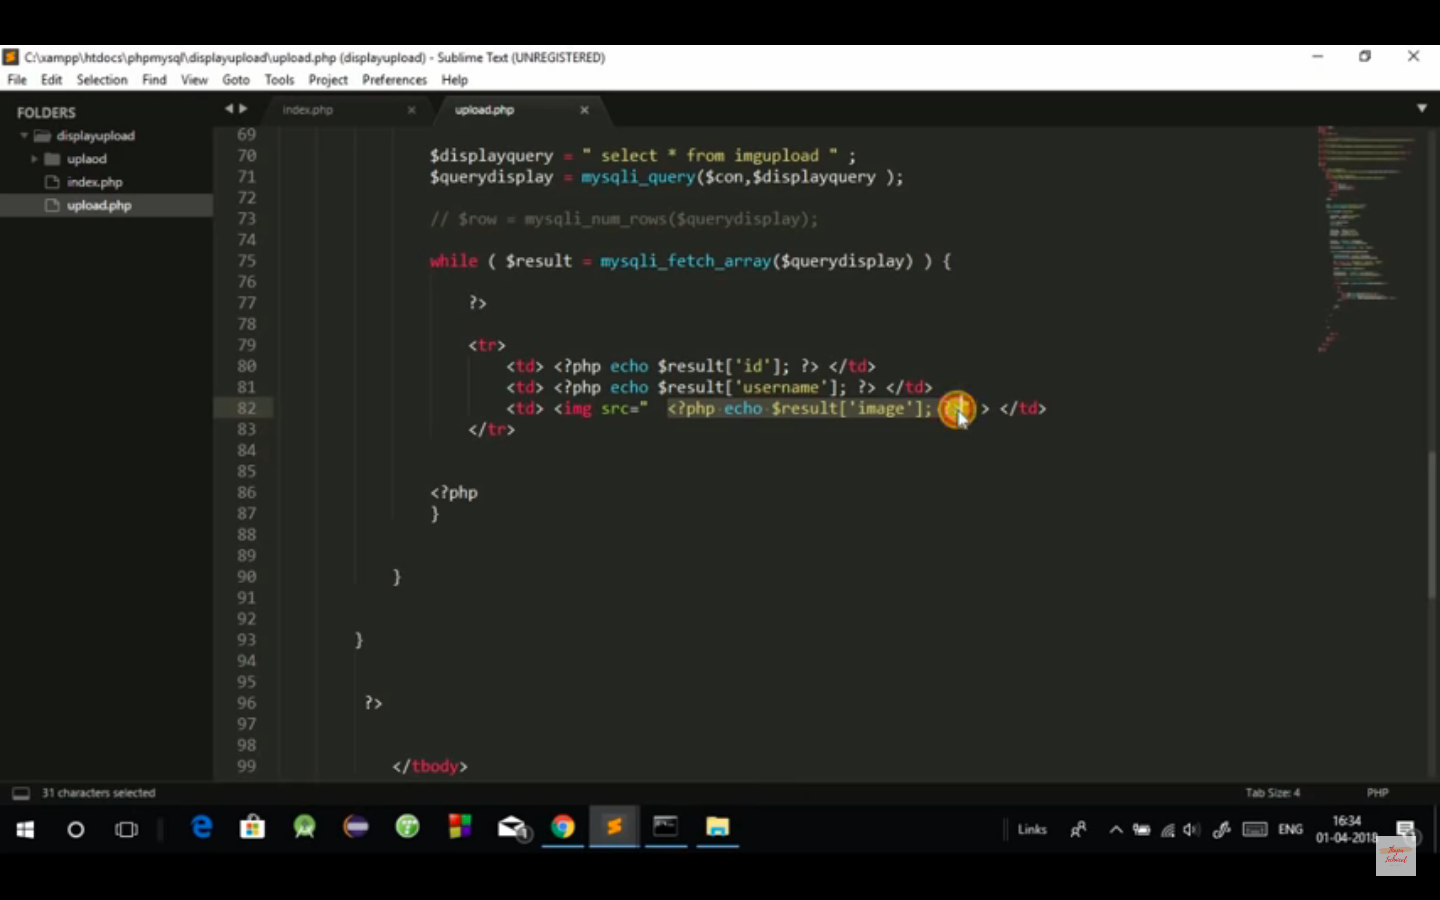 C:\xampp\htdocs\phpmysql\displayupload\upload.php (displayupload) - Sublime Text (UNREGISTERED)
File Edit Selection Find View Goto Tools Project Preferences Help
FOLDERS
displayupload
uplaod
index.php
upload.php
index.php upload.php
69
70 $displayquery = " select * from imgupload " ;
71 $querydisplay = mysqli_query($con,$displayquery );
72
73 // $row = mysqli_num_rows($querydisplay);
74
75 while ( $result = mysqli_fetch_array($querydisplay) ) {
76
77 ?>
78
79 <tr>
80 <td> <?php echo $result['id']; ?> </td>
81 <td> <?php echo $result['username']; ?> </td>
82 <td> <img src=" <?php echo $result['image']; > </td>
83 </tr>
84
85
86 <?php
87 }
88
89
90 }
91
92
93 }
94
95
96 ?>
97
98
99 </tbody>
31 characters selected Tab Size: 4 PHP
Links ENG 16:34
01-04-2018